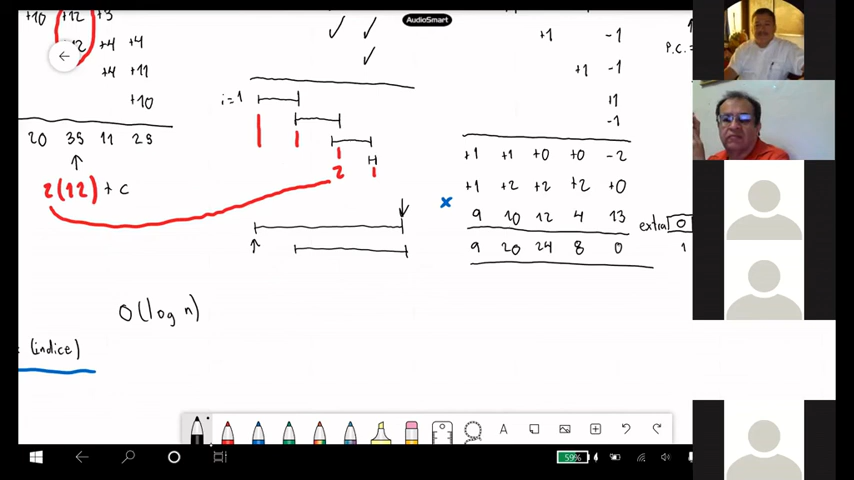 AudioSmart
+10 +12 +3
+2 +4 +4
+4 +11
+10
20 35 11 25
2(12) + c
i=1
1
2 1
+1 -1
+1 -1
+1
-1
+1 +1 +0 +0 -2
+1 +2 +2 +2 +0
x 9 10 12 4 13
9 20 24 8 0
extra 0
1
P.C. =
O(log n)
(indice)
59%